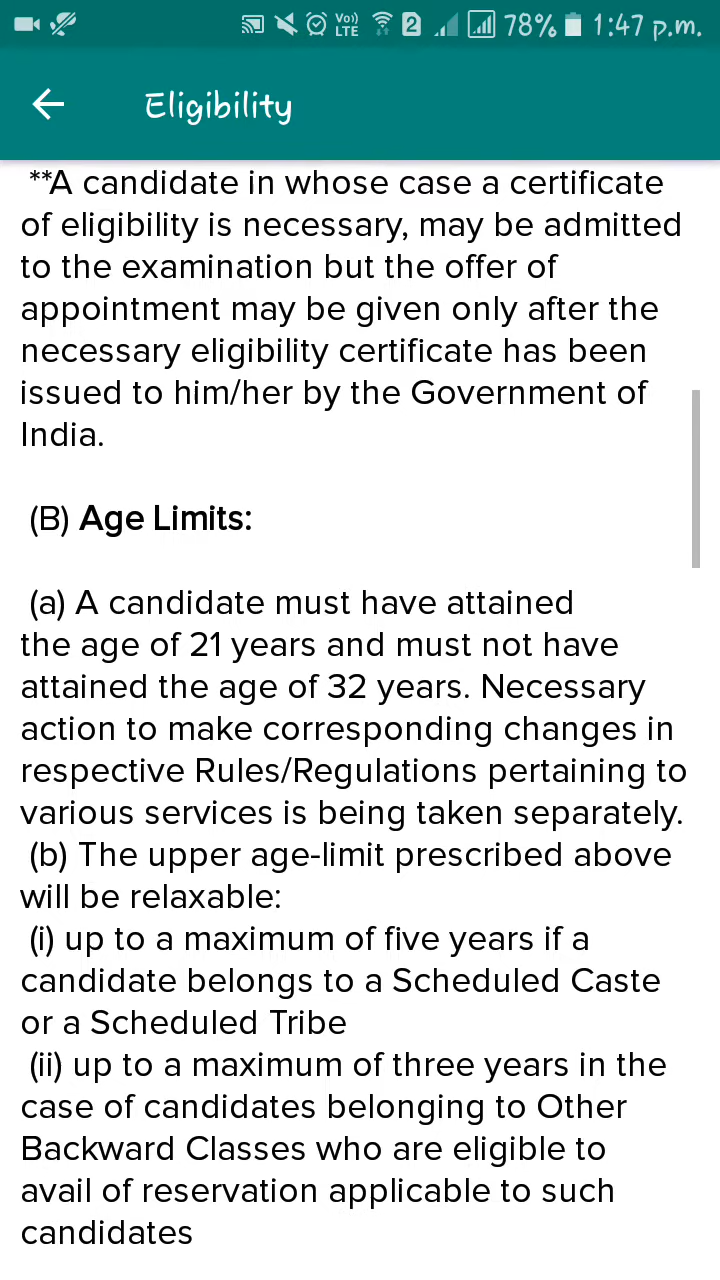 Vo))
LTE
2
78%
1:47 p.m.
Eligibility
**A candidate in whose case a certificate
of eligibility is necessary, may be admitted
to the examination but the offer of
appointment may be given only after the
necessary eligibility certificate has been
issued to him/her by the Government of
India.
(B) Age Limits:
(a) A candidate must have attained
the age of 21 years and must not have
attained the age of 32 years. Necessary
action to make corresponding changes in
respective Rules/Regulations pertaining to
various services is being taken separately.
(b) The upper age-limit prescribed above
will be relaxable:
(i) up to a maximum of five years if a
candidate belongs to a Scheduled Caste
or a Scheduled Tribe
(ii) up to a maximum of three years in the
case of candidates belonging to Other
Backward Classes who are eligible to
avail of reservation applicable to such
candidates